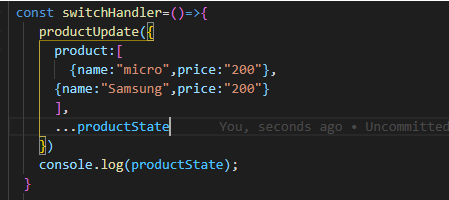 const switchHandler=()=>{
productUpdate({
product:[
{name:"micro",price:"200"},
{name:"Samsung",price:"200"}
],
...productState You, seconds ago • Uncommitted
})
console.log(productState);
}